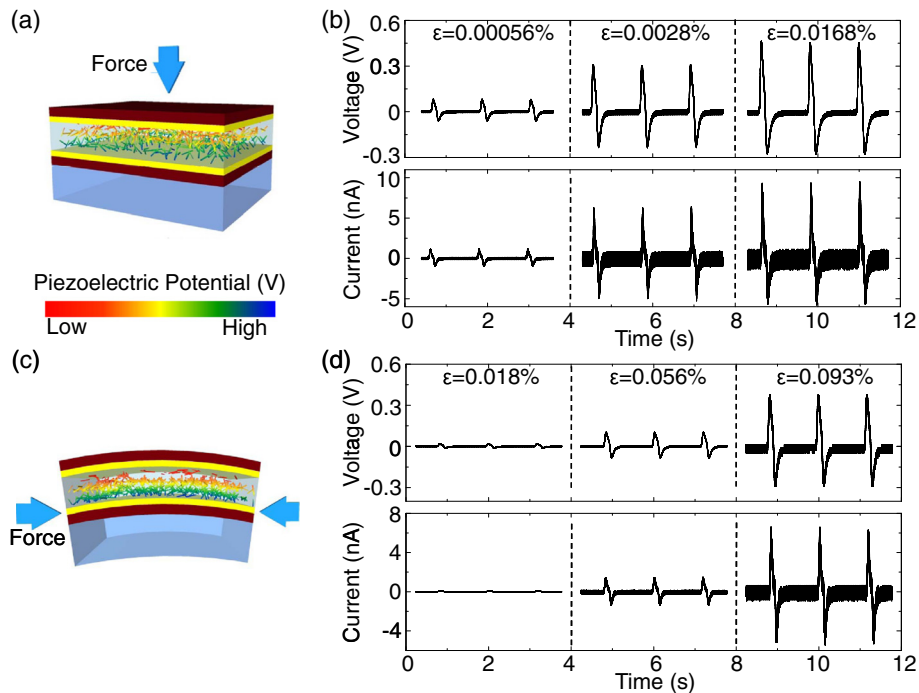 (a)
Force
Piezoelectric Potential (V)
Low High
(b)
ε=0.00056% ε=0.0028% ε=0.0168%
Voltage (V)
0.6
0.3
0
-0.3
Current (nA)
10
5
0
-5
0 2 4 6 8 10 12
Time (s)
(c)
Force
(d)
ε=0.018% ε=0.056% ε=0.093%
Voltage (V)
0.6
0.3
0
-0.3
Current (nA)
8
4
0
-4
0 2 4 6 8 10 12
Time (s)